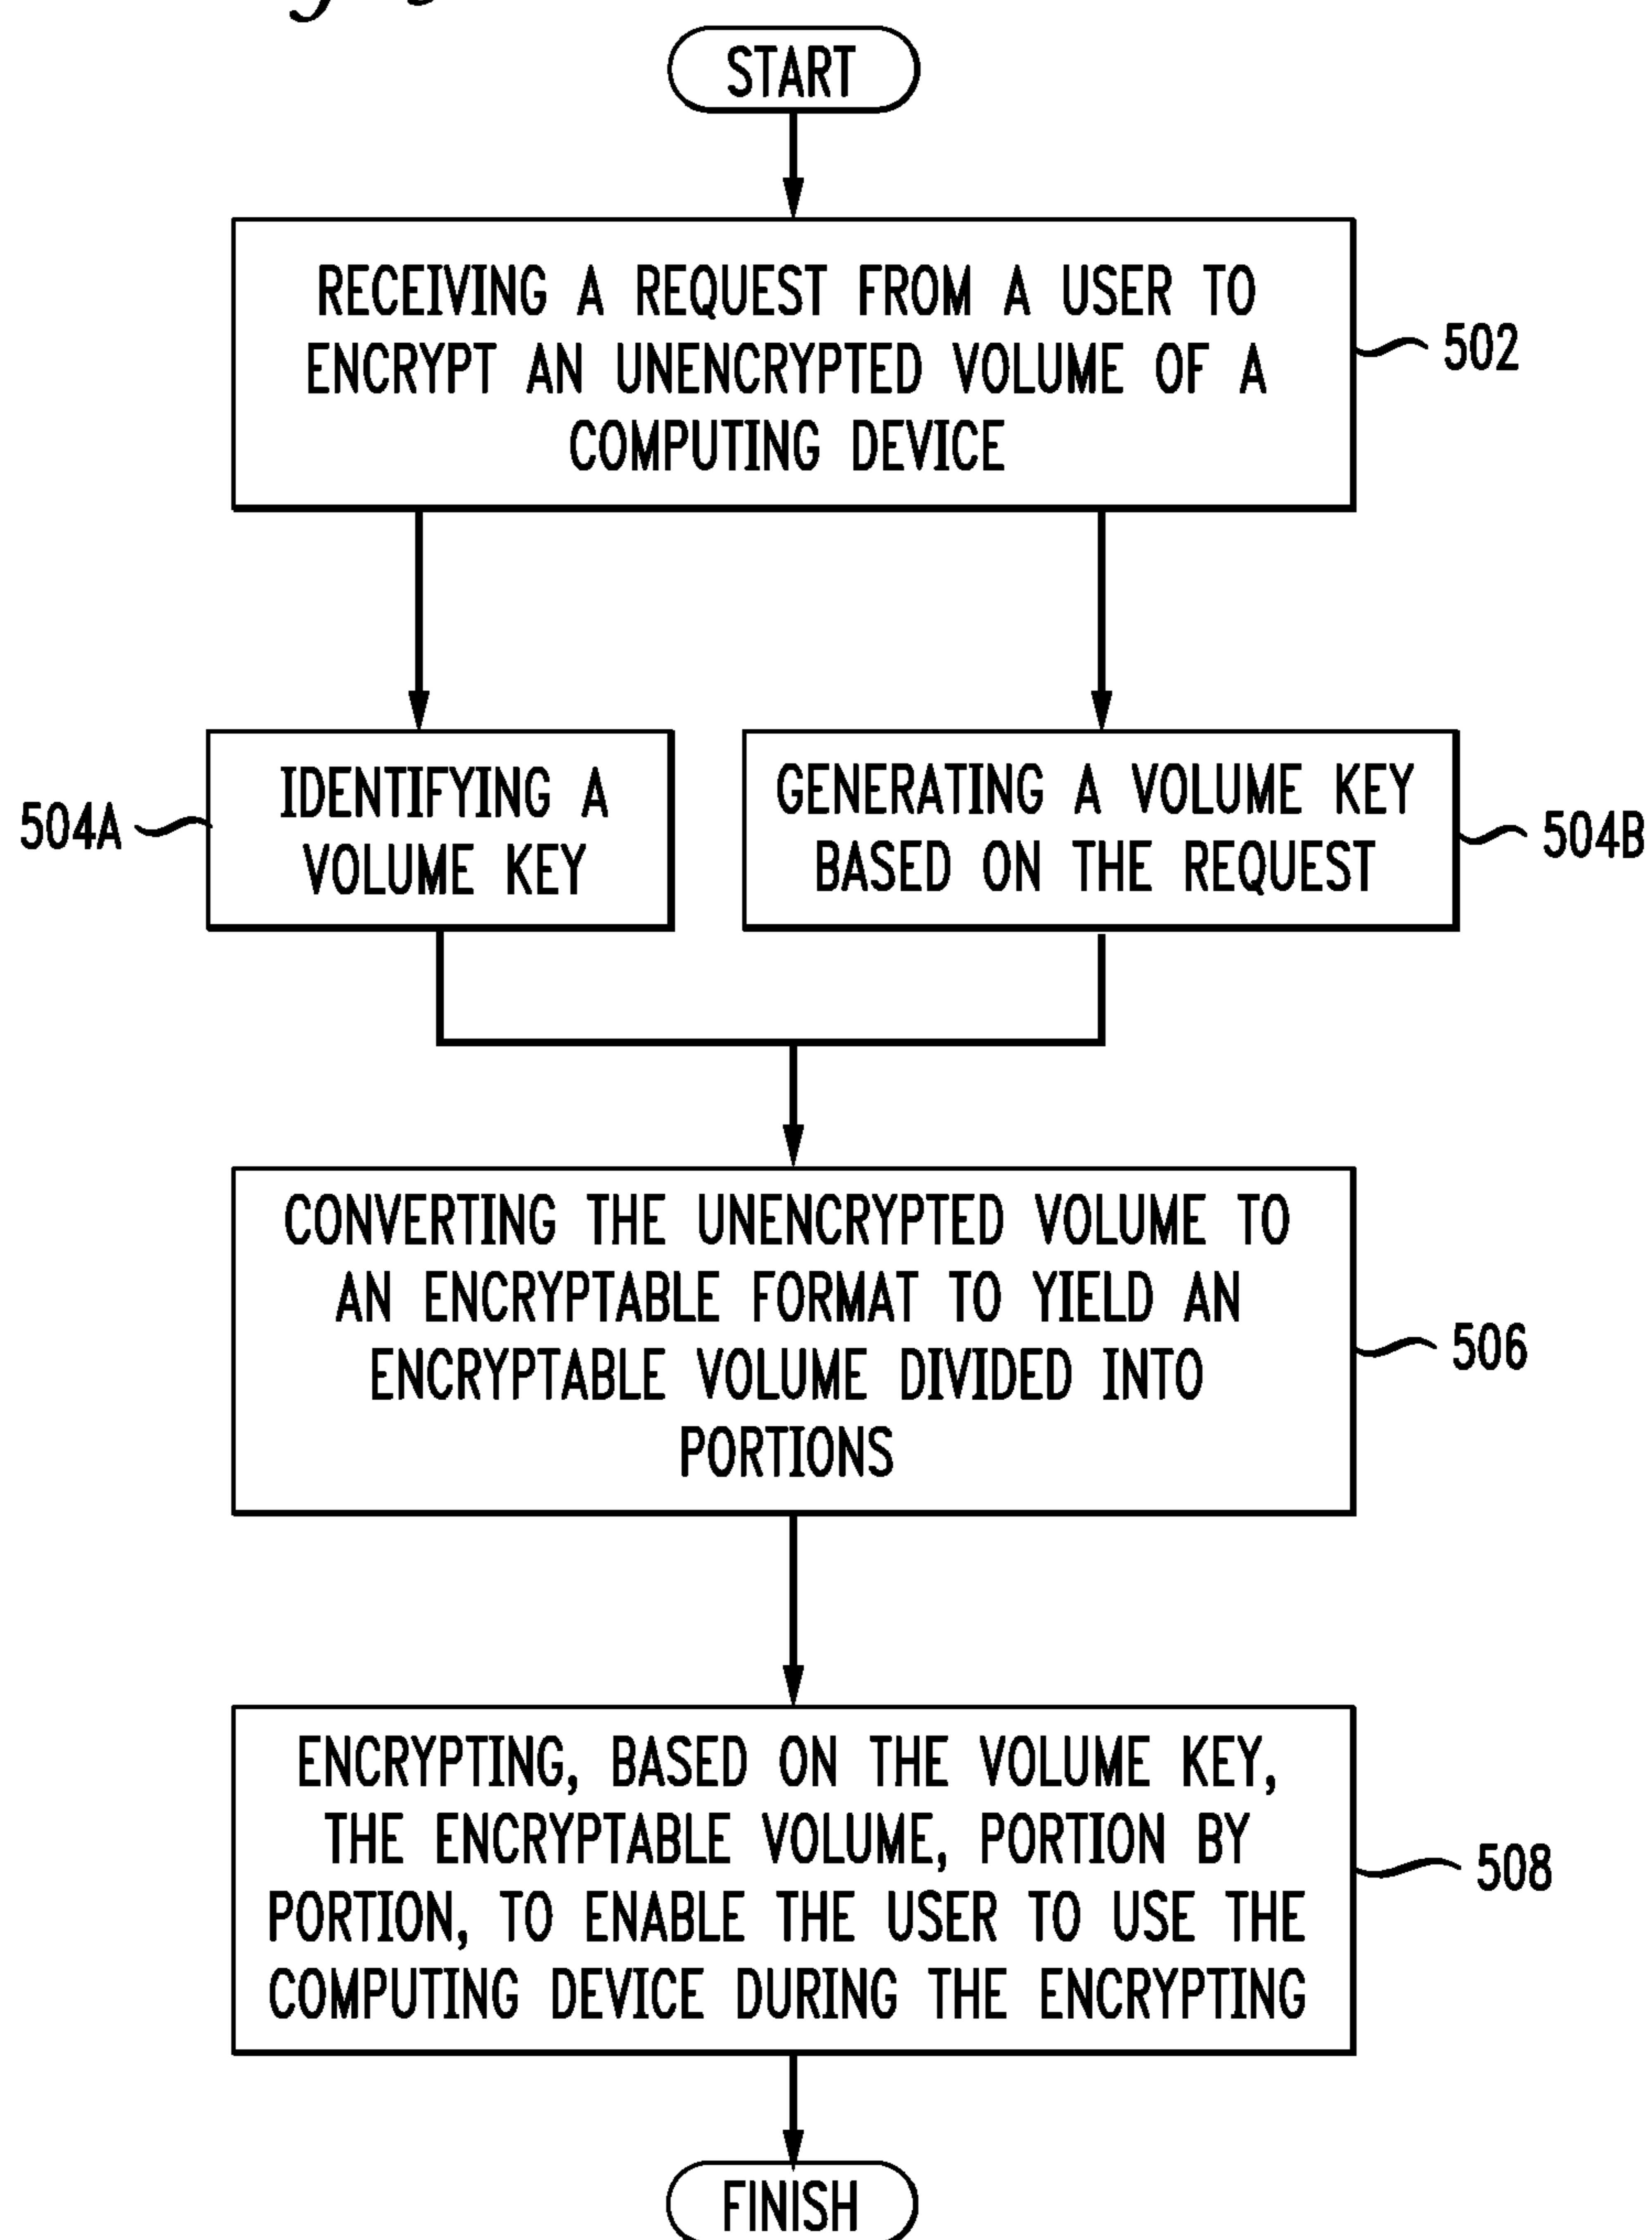 START
RECEIVING A REQUEST FROM A USER TO
ENCRYPT AN UNENCRYPTED VOLUME OF A
COMPUTING DEVICE
502
504A
IDENTIFYING A
VOLUME KEY
GENERATING A VOLUME KEY
BASED ON THE REQUEST
504B
CONVERTING THE UNENCRYPTED VOLUME TO
AN ENCRYPTABLE FORMAT TO YIELD AN
ENCRYPTABLE VOLUME DIVIDED INTO
PORTIONS
506
ENCRYPTING, BASED ON THE VOLUME KEY,
THE ENCRYPTABLE VOLUME, PORTION BY
PORTION, TO ENABLE THE USER TO USE THE
COMPUTING DEVICE DURING THE ENCRYPTING
508
FINISH